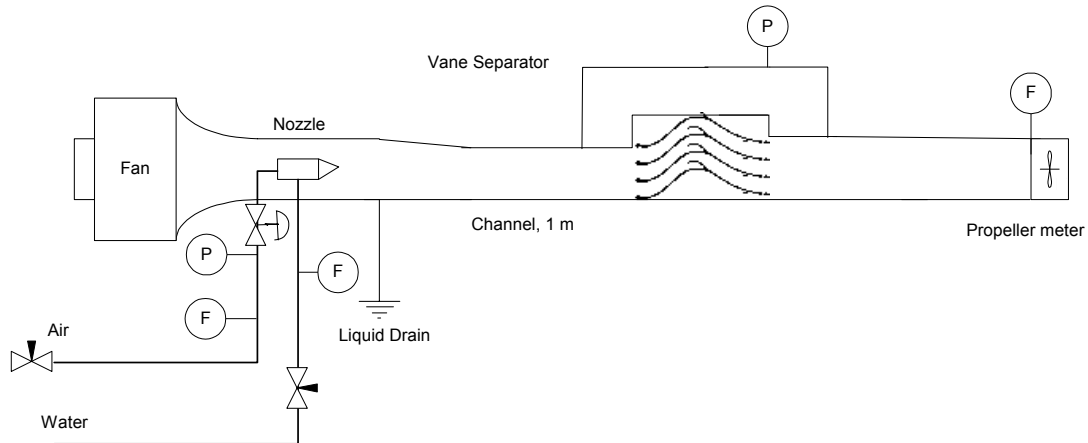 P
Vane Separator
F
Nozzle
Fan
Channel, 1 m
Propeller meter
P
F
F
Air
Liquid Drain
Water